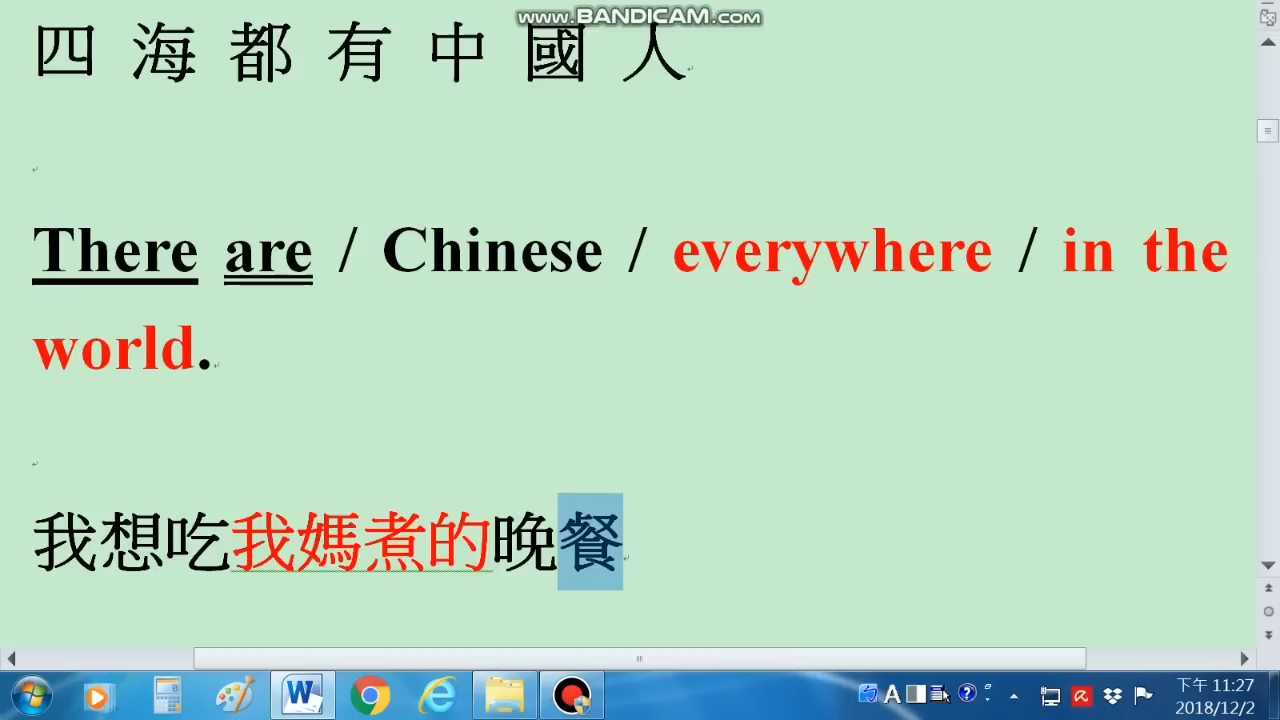 www.BANDICAM.com
四海都有中國人
There are / Chinese / everywhere / in the
world.
我想吃我媽煮的晚餐
下午 11:27
2018/12/2